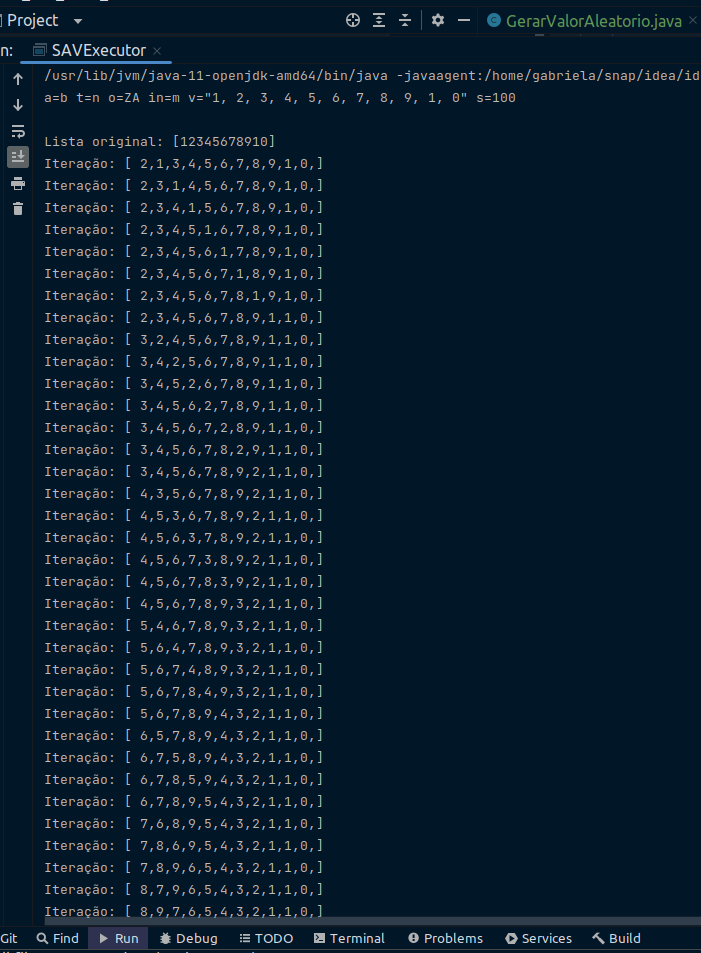 Project
GerarValorAleatorio.java
n:
SAVExecutor
/usr/lib/jvm/java-11-openjdk-amd64/bin/java -javaagent:/home/gabriela/snap/idea/id
a=b t=n o=ZA in=m v="1, 2, 3, 4, 5, 6, 7, 8, 9, 1, 0" s=100
Lista original: [12345678910]
Iteração: [ 2,1,3,4,5,6,7,8,9,1,0,]
Iteração: [ 2,3,1,4,5,6,7,8,9,1,0,]
Iteração: [ 2,3,4,1,5,6,7,8,9,1,0,]
Iteração: [ 2,3,4,5,1,6,7,8,9,1,0,]
Iteração: [ 2,3,4,5,6,1,7,8,9,1,0,]
Iteração: [ 2,3,4,5,6,7,1,8,9,1,0,]
Iteração: [ 2,3,4,5,6,7,8,1,9,1,0,]
Iteração: [ 2,3,4,5,6,7,8,9,1,1,0,]
Iteração: [ 3,2,4,5,6,7,8,9,1,1,0,]
Iteração: [ 3,4,2,5,6,7,8,9,1,1,0,]
Iteração: [ 3,4,5,2,6,7,8,9,1,1,0,]
Iteração: [ 3,4,5,6,2,7,8,9,1,1,0,]
Iteração: [ 3,4,5,6,7,2,8,9,1,1,0,]
Iteração: [ 3,4,5,6,7,8,2,9,1,1,0,]
Iteração: [ 3,4,5,6,7,8,9,2,1,1,0,]
Iteração: [ 4,3,5,6,7,8,9,2,1,1,0,]
Iteração: [ 4,5,3,6,7,8,9,2,1,1,0,]
Iteração: [ 4,5,6,3,7,8,9,2,1,1,0,]
Iteração: [ 4,5,6,7,3,8,9,2,1,1,0,]
Iteração: [ 4,5,6,7,8,3,9,2,1,1,0,]
Iteração: [ 4,5,6,7,8,9,3,2,1,1,0,]
Iteração: [ 5,4,6,7,8,9,3,2,1,1,0,]
Iteração: [ 5,6,4,7,8,9,3,2,1,1,0,]
Iteração: [ 5,6,7,4,8,9,3,2,1,1,0,]
Iteração: [ 5,6,7,8,4,9,3,2,1,1,0,]
Iteração: [ 5,6,7,8,9,4,3,2,1,1,0,]
Iteração: [ 6,5,7,8,9,4,3,2,1,1,0,]
Iteração: [ 6,7,5,8,9,4,3,2,1,1,0,]
Iteração: [ 6,7,8,5,9,4,3,2,1,1,0,]
Iteração: [ 6,7,8,9,5,4,3,2,1,1,0,]
Iteração: [ 7,6,8,9,5,4,3,2,1,1,0,]
Iteração: [ 7,8,6,9,5,4,3,2,1,1,0,]
Iteração: [ 7,8,9,6,5,4,3,2,1,1,0,]
Iteração: [ 8,7,9,6,5,4,3,2,1,1,0,]
Iteração: [ 8,9,7,6,5,4,3,2,1,1,0,]
Git Find Run Debug TODO Terminal Problems Services Build